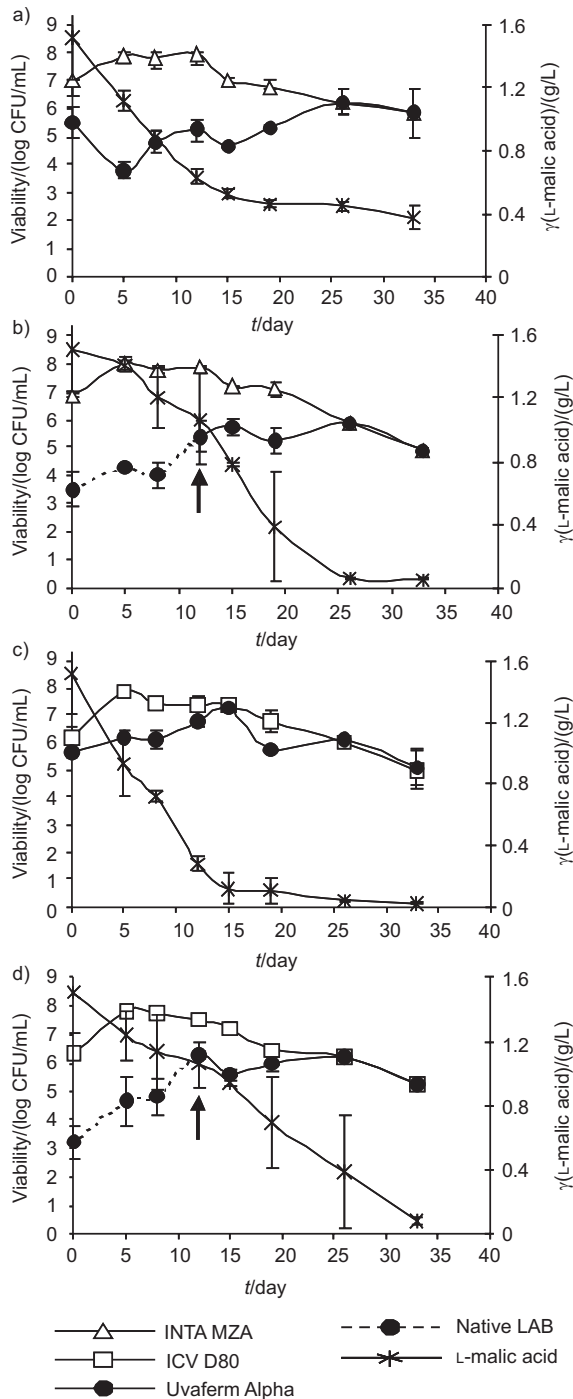 a)
Viability/(log CFU/mL)
9
8
7
6
5
4
3
2
1
0
1.6
1.2
0.8
0.4
0
γ(L-malic acid)/(g/L)
0 5 10 15 20 25 30 35 40
t/day
b)
Viability/(log CFU/mL)
9
8
7
6
5
4
3
2
1
0
1.6
1.2
0.8
0.4
0
γ(L-malic acid)/(g/L)
0 5 10 15 20 25 30 35 40
t/day
c)
Viability/(log CFU/mL)
9
8
7
6
5
4
3
2
1
0
1.6
1.2
0.8
0.4
0
γ(L-malic acid)/(g/L)
0 5 10 15 20 25 30 35 40
t/day
d)
Viability/(log CFU/mL)
9
8
7
6
5
4
3
2
1
0
1.6
1.2
0.8
0.4
0
γ(L-malic acid)/(g/L)
0 5 10 15 20 25 30 35 40
t/day
INTA MZA
ICV D80
Uvaferm Alpha
Native LAB
L-malic acid